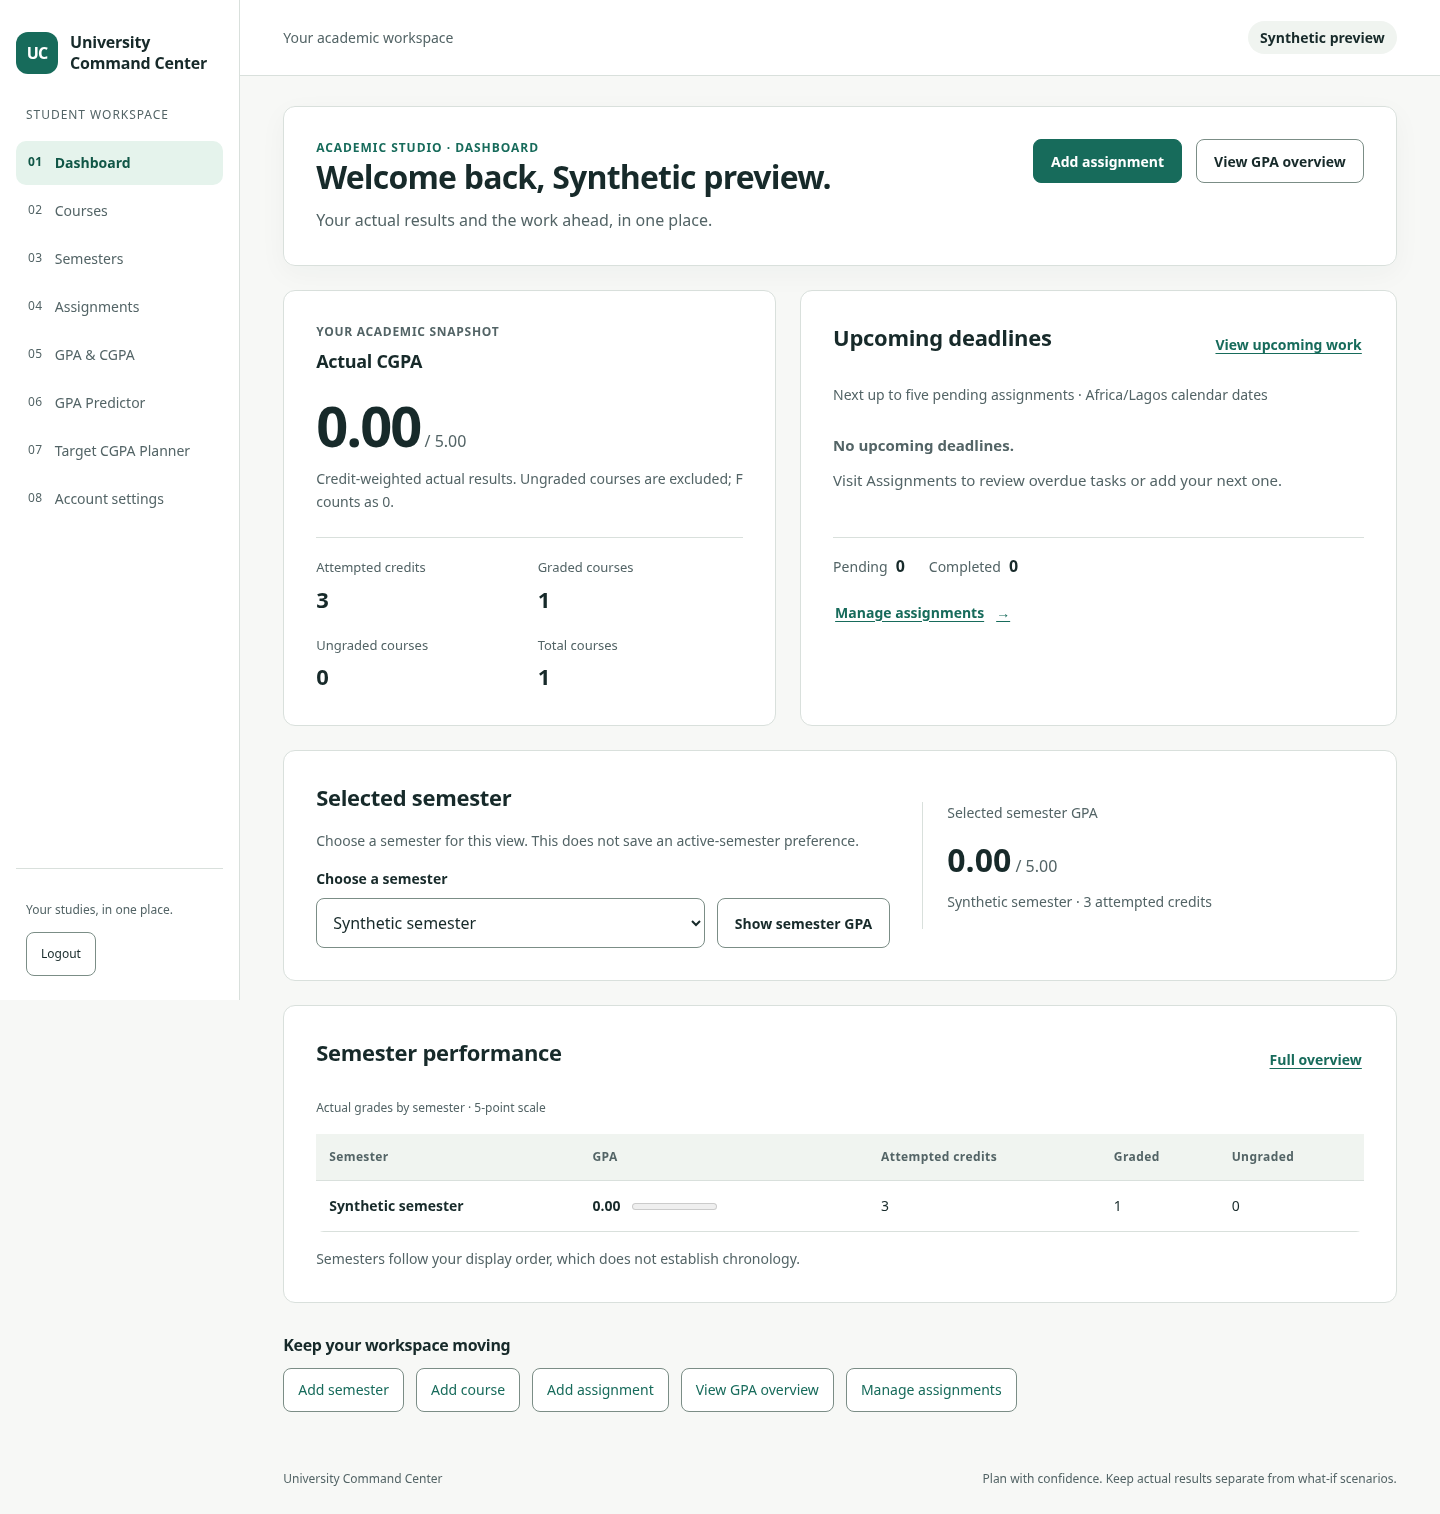 UC
University
Command Center
STUDENT WORKSPACE
01 Dashboard
02 Courses
03 Semesters
04 Assignments
05 GPA & CGPA
06 GPA Predictor
07 Target CGPA Planner
08 Account settings
Your studies, in one place.
Logout
Your academic workspace
Synthetic preview
ACADEMIC STUDIO · DASHBOARD
Welcome back, Synthetic preview.
Your actual results and the work ahead, in one place.
Add assignment
View GPA overview
YOUR ACADEMIC SNAPSHOT
Actual CGPA
0.00 / 5.00
Credit-weighted actual results. Ungraded courses are excluded; F
counts as 0.
Attempted credits
3
Graded courses
1
Ungraded courses
0
Total courses
1
Upcoming deadlines
View upcoming work
Next up to five pending assignments · Africa/Lagos calendar dates
No upcoming deadlines.
Visit Assignments to review overdue tasks or add your next one.
Pending 0 Completed 0
Manage assignments →
Selected semester
Choose a semester for this view. This does not save an active-semester preference.
Choose a semester
Synthetic semester
Show semester GPA
Selected semester GPA
0.00 / 5.00
Synthetic semester · 3 attempted credits
Semester performance
Full overview
Actual grades by semester · 5-point scale
Semester GPA Attempted credits Graded Ungraded
Synthetic semester 0.00 3 1 0
Semesters follow your display order, which does not establish chronology.
Keep your workspace moving
Add semester
Add course
Add assignment
View GPA overview
Manage assignments
University Command Center
Plan with confidence. Keep actual results separate from what-if scenarios.